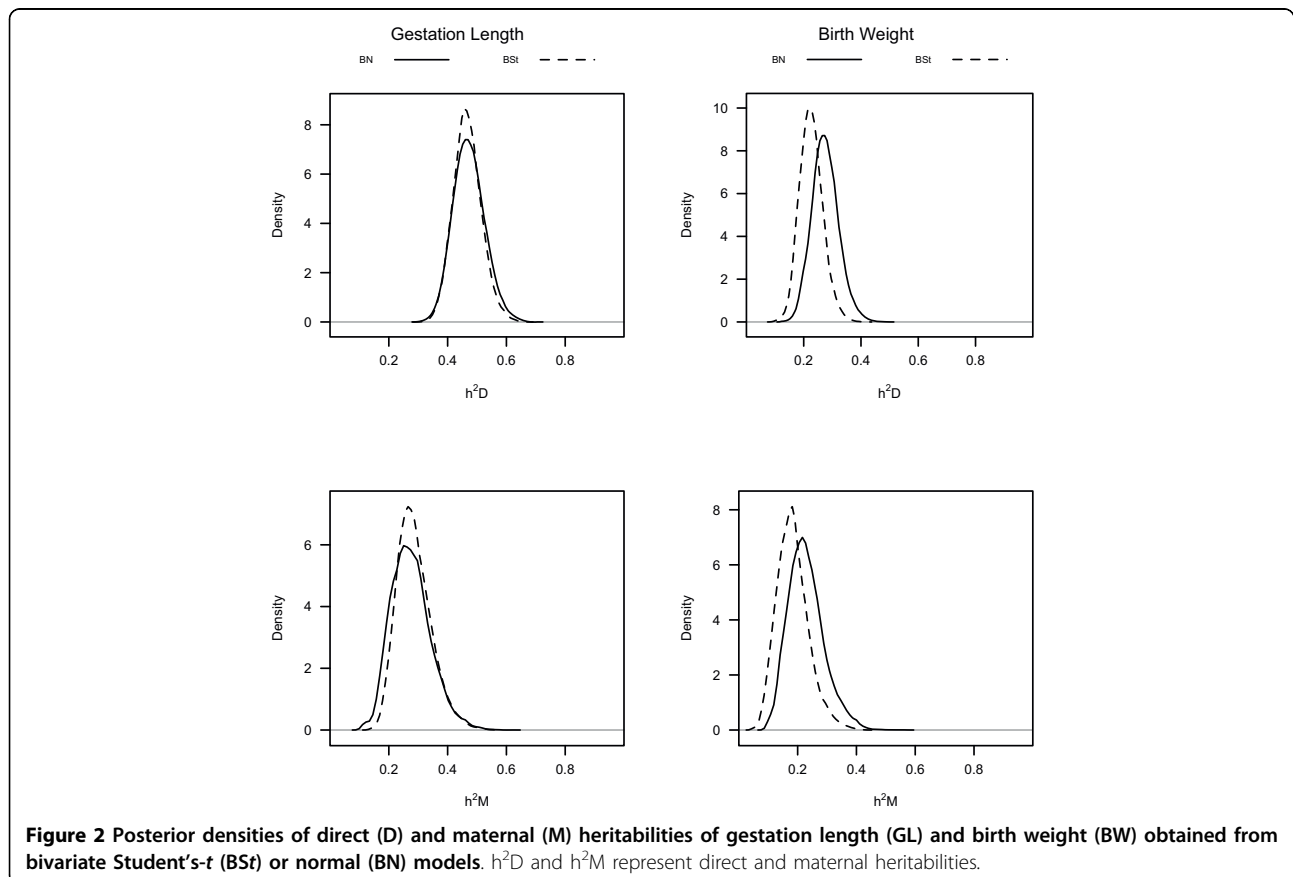 Gestation Length
BN BSt
Density
8
6
4
2
0
0.2 0.4 0.6 0.8
h²D
Birth Weight
BN BSt
Density
10
8
6
4
2
0
0.2 0.4 0.6 0.8
h²D
Density
6
4
2
0
0.2 0.4 0.6 0.8
h²M
Density
8
6
4
2
0
0.2 0.4 0.6 0.8
h²M
Figure 2 Posterior densities of direct (D) and maternal (M) heritabilities of gestation length (GL) and birth weight (BW) obtained from
bivariate Student's-t (BSt) or normal (BN) models. h²D and h²M represent direct and maternal heritabilities.